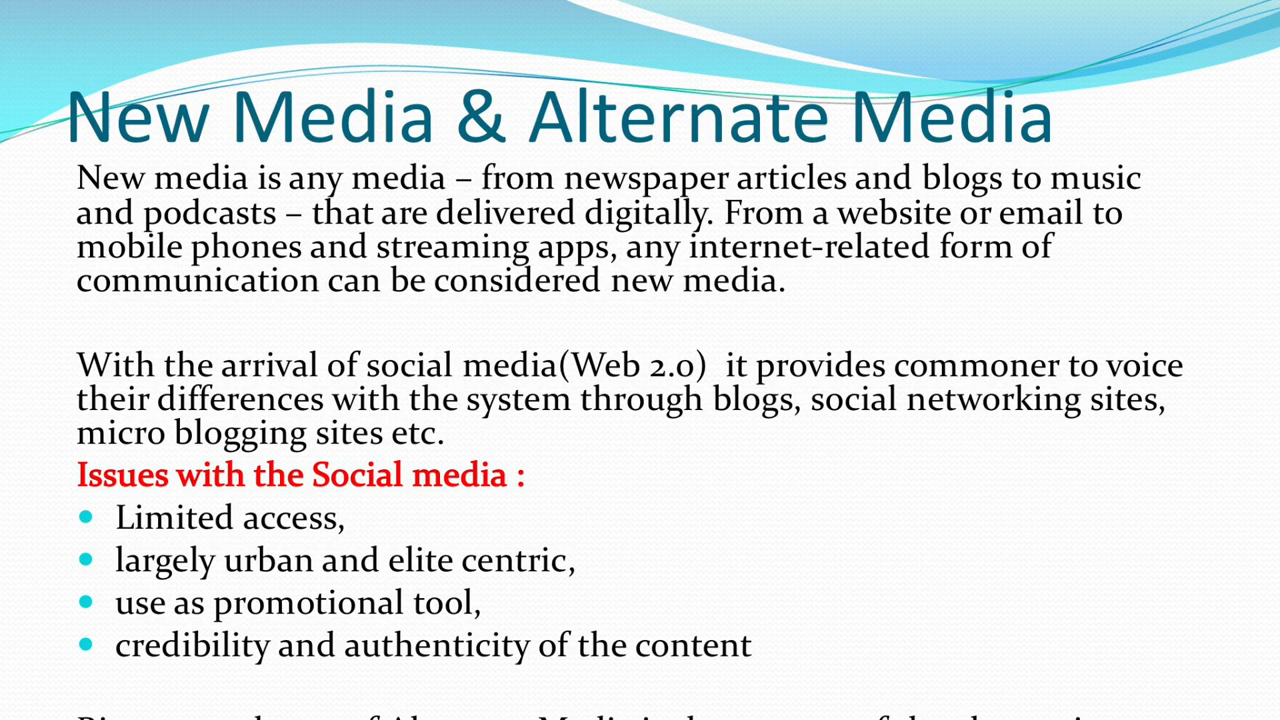 New Media & Alternate Media
New media is any media – from newspaper articles and blogs to music
and podcasts – that are delivered digitally. From a website or email to
mobile phones and streaming apps, any internet-related form of
communication can be considered new media.
With the arrival of social media(Web 2.0)  it provides commoner to voice
their differences with the system through blogs, social networking sites,
micro blogging sites etc.
Issues with the Social media :
• Limited access,
• largely urban and elite centric,
• use as promotional tool,
• credibility and authenticity of the content